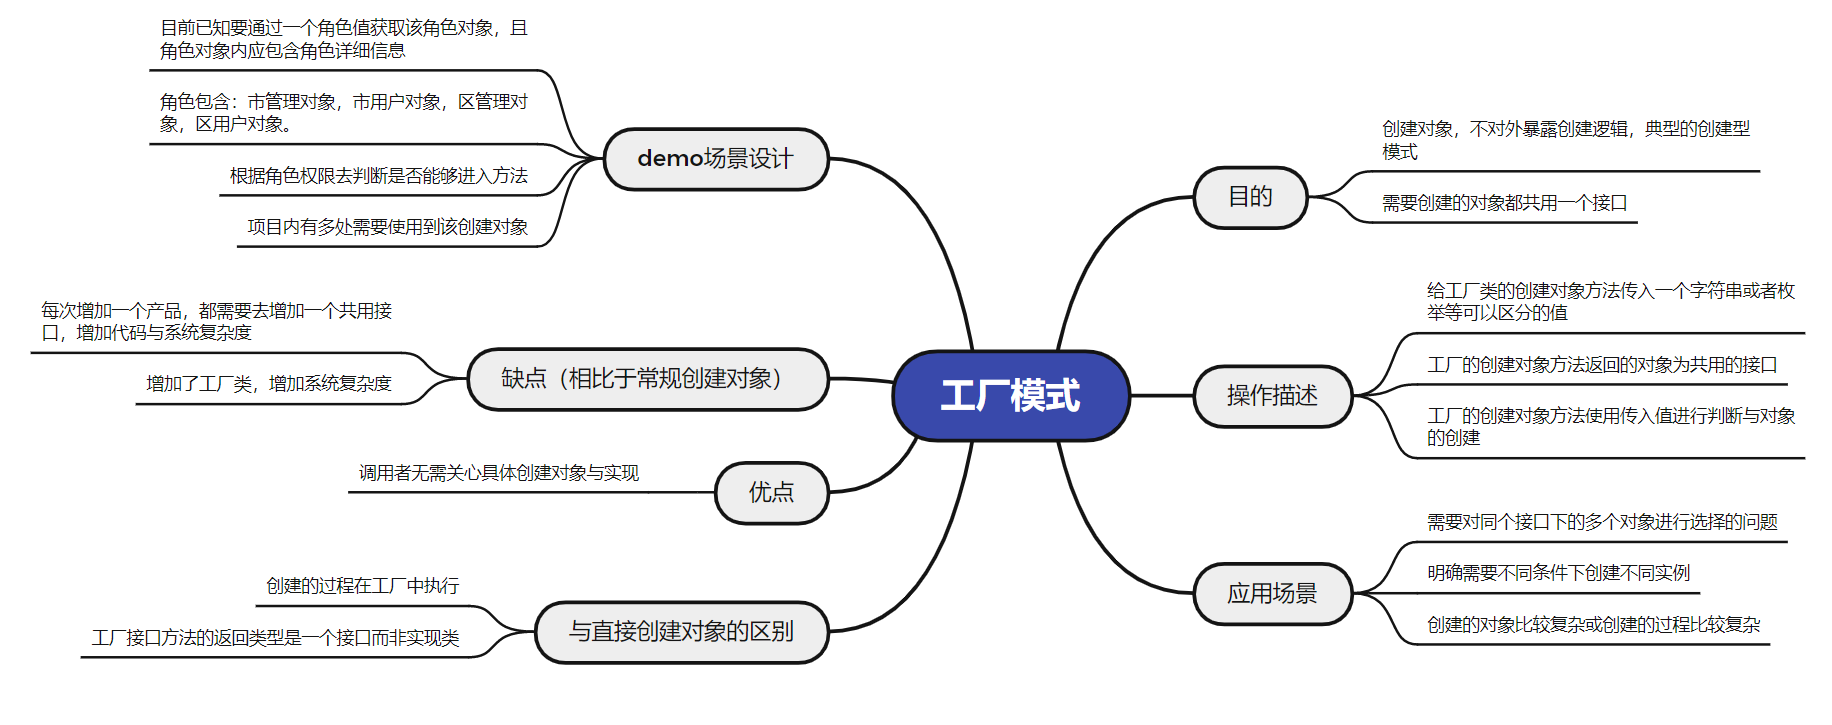 工厂模式
目的
创建对象，不对外暴露创建逻辑，典型的创建型
模式
需要创建的对象都共用一个接口
操作描述
给工厂类的创建对象方法传入一个字符串或者枚
举等可以区分的值
工厂的创建对象方法返回的对象为共用的接口
工厂的创建对象方法使用传入值进行判断与对象
的创建
应用场景
需要对同个接口下的多个对象进行选择的问题
明确需要不同条件下创建不同实例
创建的对象比较复杂或创建的过程比较复杂
demo场景设计
目前已知要通过一个角色值获取该角色对象，且
角色对象内应包含角色详细信息
角色包含：市管理对象，市用户对象，区管理对
象，区用户对象。
根据角色权限去判断是否能够进入方法
项目内有多处需要使用到该创建对象
缺点（相比于常规创建对象）
每次增加一个产品，都需要去增加一个共用接
口，增加代码与系统复杂度
增加了工厂类，增加系统复杂度
优点
调用者无需关心具体创建对象与实现
与直接创建对象的区别
创建的过程在工厂中执行
工厂接口方法的返回类型是一个接口而非实现类